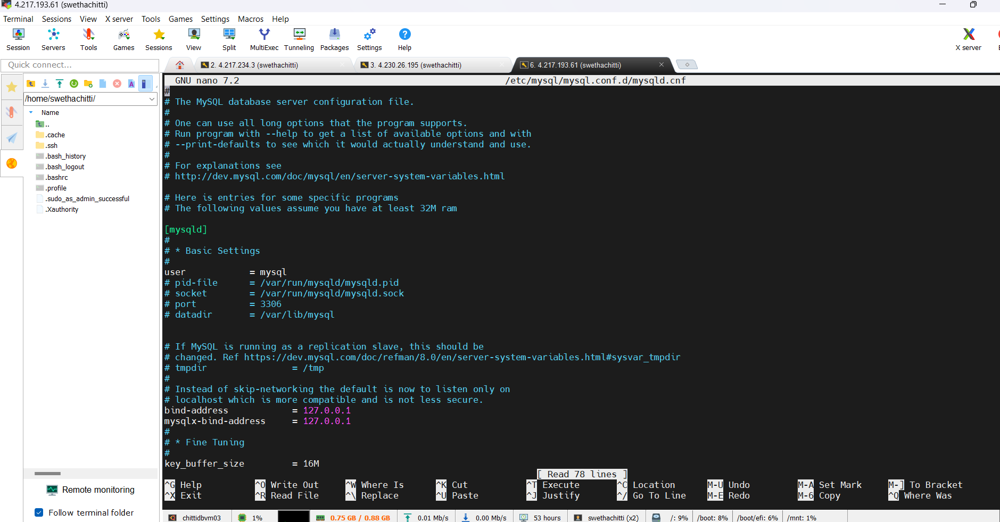 4.217.193.61 (swethachitti)
Terminal Sessions View X server Tools Games Settings Macros Help
Session Servers Tools Games Sessions View Split MultiExec Tunneling Packages Settings Help X server
Quick connect...
2. 4.217.234.3 (swethachitti)
3. 4.230.26.195 (swethachitti)
6. 4.217.193.61 (swethachitti)
/home/swethachitti/
Name
..
.cache
.ssh
.bash_history
.bash_logout
.bashrc
.profile
.sudo_as_admin_successful
.Xauthority
Remote monitoring
Follow terminal folder
GNU nano 7.2 /etc/mysql/mysql.conf.d/mysqld.cnf
#
# The MySQL database server configuration file.
#
# One can use all long options that the program supports.
# Run program with --help to get a list of available options and with
# --print-defaults to see which it would actually understand and use.
#
# For explanations see
# http://dev.mysql.com/doc/mysql/en/server-system-variables.html
# Here is entries for some specific programs
# The following values assume you have at least 32M ram
[mysqld]
#
# * Basic Settings
#
user = mysql
# pid-file = /var/run/mysqld/mysqld.pid
# socket = /var/run/mysqld/mysqld.sock
# port = 3306
# datadir = /var/lib/mysql
# If MySQL is running as a replication slave, this should be
# changed. Ref https://dev.mysql.com/doc/refman/8.0/en/server-system-variables.html#sysvar_tmpdir
# tmpdir = /tmp
#
# Instead of skip-networking the default is now to listen only on
# localhost which is more compatible and is not less secure.
bind-address = 127.0.0.1
mysqlx-bind-address = 127.0.0.1
#
# * Fine Tuning
#
key_buffer_size = 16M
[ Read 78 lines ]
^G Help ^O Write Out ^W Where Is ^K Cut ^T Execute ^C Location M-U Undo M-A Set Mark M-] To Bracket
^X Exit ^R Read File ^\ Replace ^U Paste ^J Justify ^/ Go To Line M-E Redo M-6 Copy ^Q Where Was
chittidbvm03 1% 0.75 GB / 0.88 GB 0.01 Mb/s 0.00 Mb/s 53 hours swethachitti (x2) /: 9% /boot: 8% /boot/efi: 6% /mnt: 1%